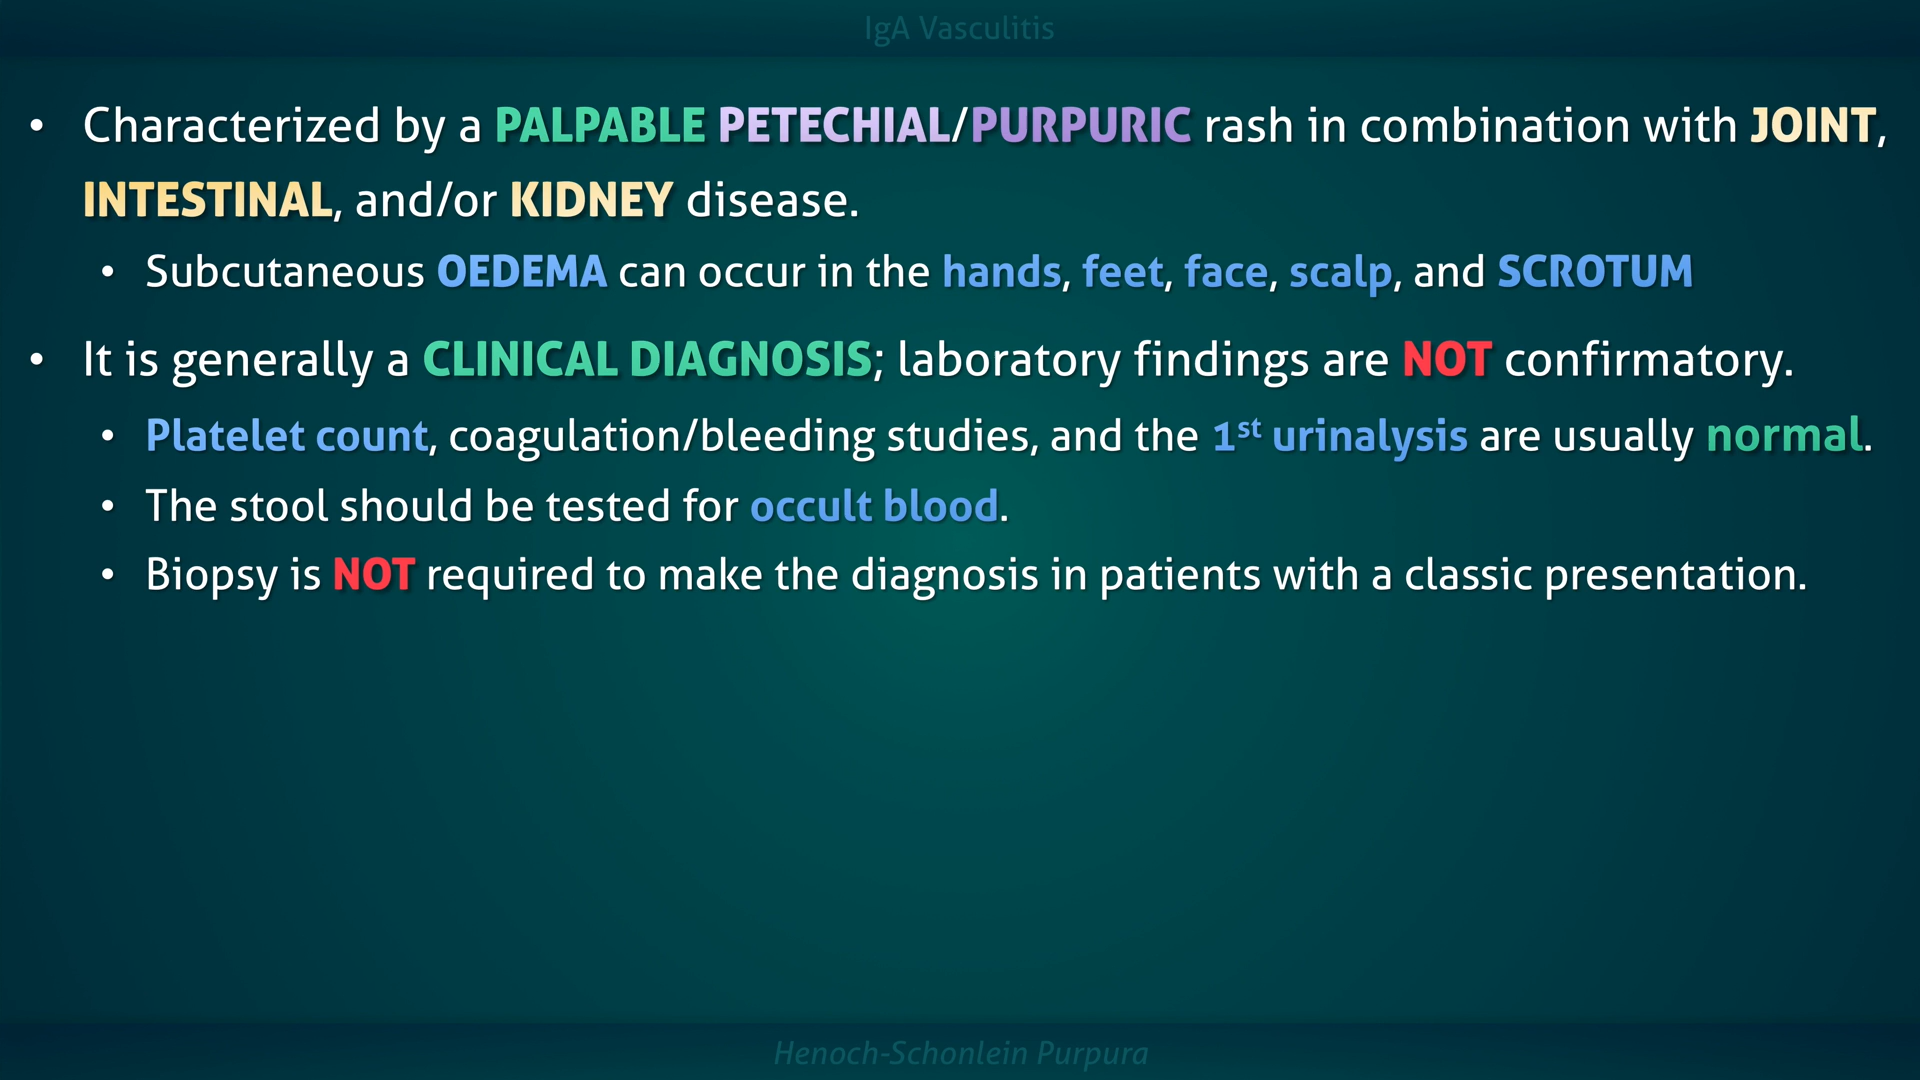 IgA Vasculitis
• Characterized by a PALPABLE PETECHIAL/PURPURIC rash in combination with JOINT,
INTESTINAL, and/or KIDNEY disease.
• Subcutaneous OEDEMA can occur in the hands, feet, face, scalp, and SCROTUM
• It is generally a CLINICAL DIAGNOSIS; laboratory findings are NOT confirmatory.
• Platelet count, coagulation/bleeding studies, and the 1st urinalysis are usually normal.
• The stool should be tested for occult blood.
• Biopsy is NOT required to make the diagnosis in patients with a classic presentation.
Henoch-Schonlein Purpura